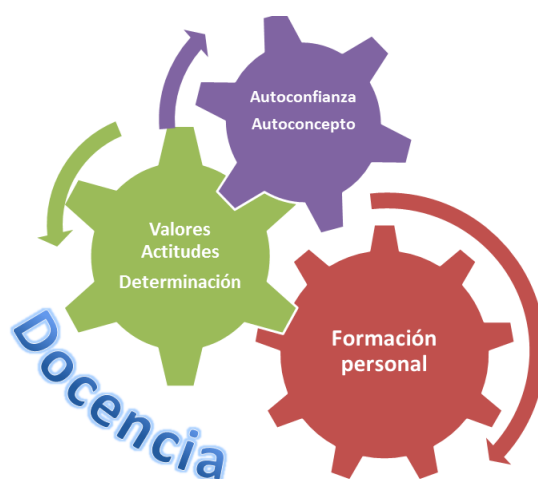 Autoconfianza
Autoconcepto
Valores
Actitudes
Determinación
Formación
personal
Docencia